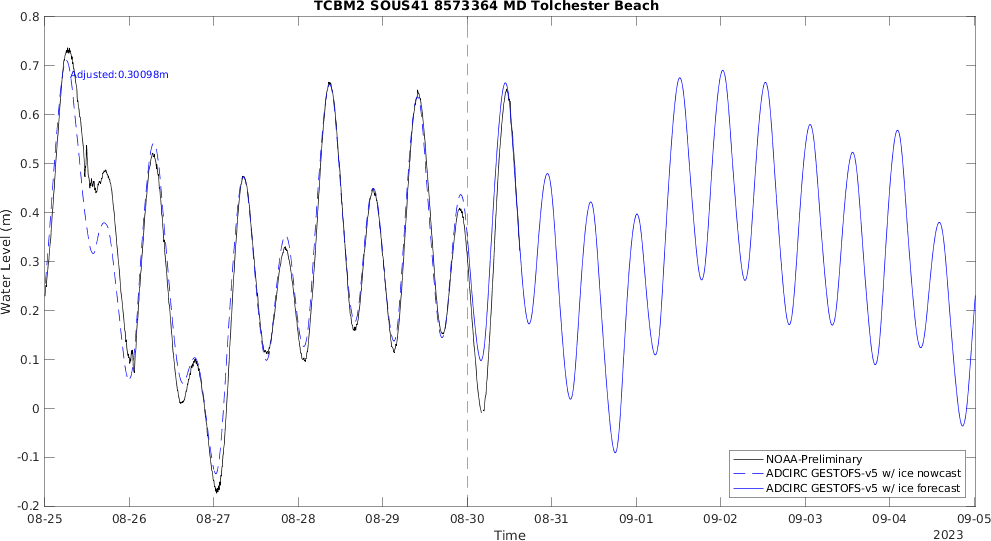 TCBM2 SOUS41 8573364 MD Tolchester Beach
Adjusted:0.30098m
Water Level (m)
0.8
0.7
0.6
0.5
0.4
0.3
0.2
0.1
0
-0.1
-0.2
NOAA-Preliminary
ADCIRC GESTOFS-v5 w/ ice nowcast
ADCIRC GESTOFS-v5 w/ ice forecast
08-25 08-26 08-27 08-28 08-29 08-30 08-31 09-01 09-02 09-03 09-04 09-05
Time
2023